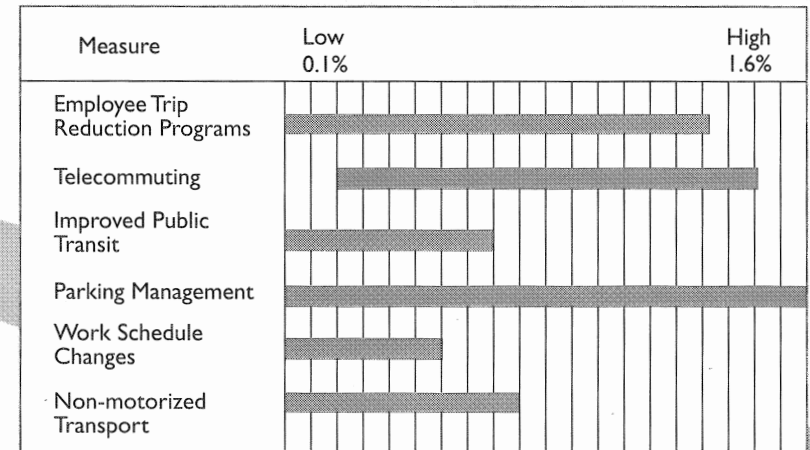 Measure
Low
0.1%
High
1.6%
Employee Trip
Reduction Programs
Telecommuting
Improved Public
Transit
Parking Management
Work Schedule
Changes
Non-motorized
Transport